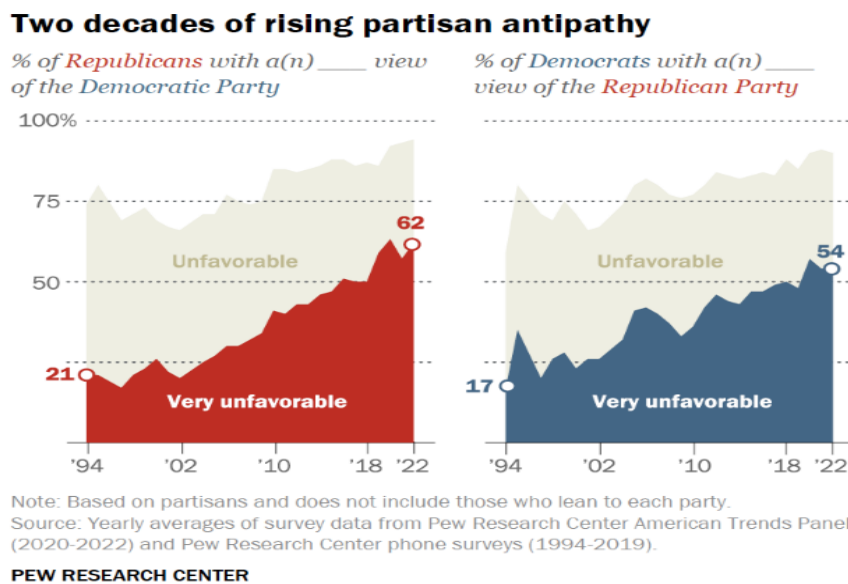 Two decades of rising partisan antipathy
% of Republicans with a(n) ____ view
of the Democratic Party
% of Democrats with a(n) ____
view of the Republican Party
100%
75
50
Unfavorable
62
21
Very unfavorable
'94
'02
'10
'18
'22
Unfavorable
54
17
Very unfavorable
'94
'02
'10
'18
'22
Note: Based on partisans and does not include those who lean to each party.
Source: Yearly averages of survey data from Pew Research Center American Trends Panel
(2020-2022) and Pew Research Center phone surveys (1994-2019).
PEW RESEARCH CENTER